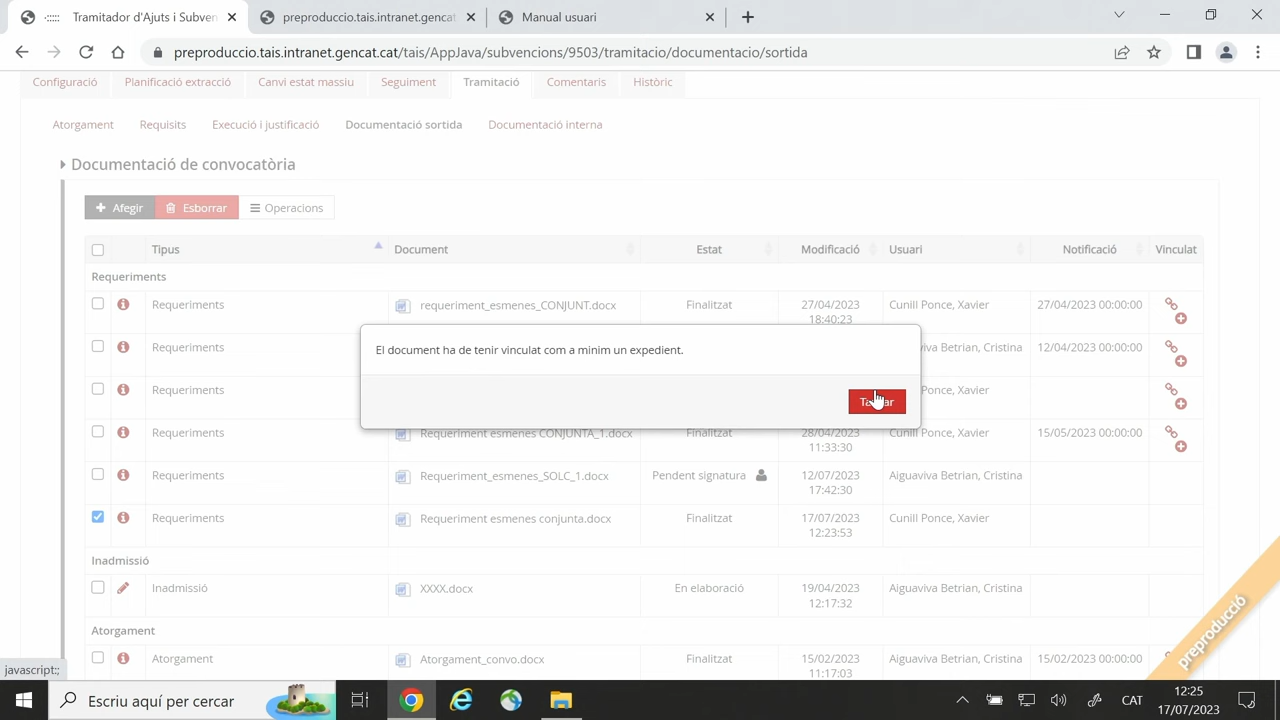 :::::  Tramitador d'Ajuts i Subven
preproduccio.tais.intranet.gencat
Manual usuari
preproduccio.tais.intranet.gencat.cat/tais/AppJava/subvencions/9503/tramitacio/documentacio/sortida
Configuració Planificació extracció Canvi estat massiu Seguiment Tramitació Comentaris Històric
Atorgament Requisits Execució i justificació Documentació sortida Documentació interna
Documentació de convocatòria
Afegir Esborrar Operacions
Tipus Document Estat Modificació Usuari Notificació Vinculat
Requeriments
Requeriments requeriment_esmenes_CONJUNT.docx Finalitzat 27/04/2023 Cunill Ponce, Xavier 27/04/2023 00:00:00
18:40:23
El document ha de tenir vinculat com a minim un expedient.
Requeriments viva Betrian, Cristina 12/04/2023 00:00:00
Requeriments Ponce, Xavier
Requeriments Requeriment esmenes CONJUNTA_1.docx Finalitzat 28/04/2023 Cunill Ponce, Xavier 15/05/2023 00:00:00
11:33:30
Requeriments Requeriment_esmenes_SOLC_1.docx Pendent signatura 12/07/2023 Aiguaviva Betrian, Cristina
17:42:30
Requeriments Requeriment esmenes conjunta.docx Finalitzat 17/07/2023 Cunill Ponce, Xavier
12:23:53
Inadmissió
Inadmissió XXXX.docx En elaboració 19/04/2023 Aiguaviva Betrian, Cristina
12:17:32
Atorgament
Atorgament Atorgament_convo.docx Finalitzat 15/02/2023 Aiguaviva Betrian, Cristina 15/02/2023 00:00:00
11:17:03
preproducció
javascript:;
Escriu aquí per cercar
CAT
12:25
17/07/2023